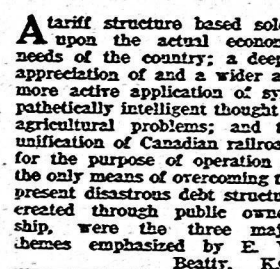 A tariff structure based sol
upon the actual econom
needs of the country; a deep
appreciation of and a wider a
more active application of sy
pathetically intelligent thought
agricultural problems; and t
unification of Canadian railroa
for the purpose of operation
the only means of overcoming t
present disastrous debt structu
created through public owne
ship, were the three maj
themes emphasized by E.
Beatty,